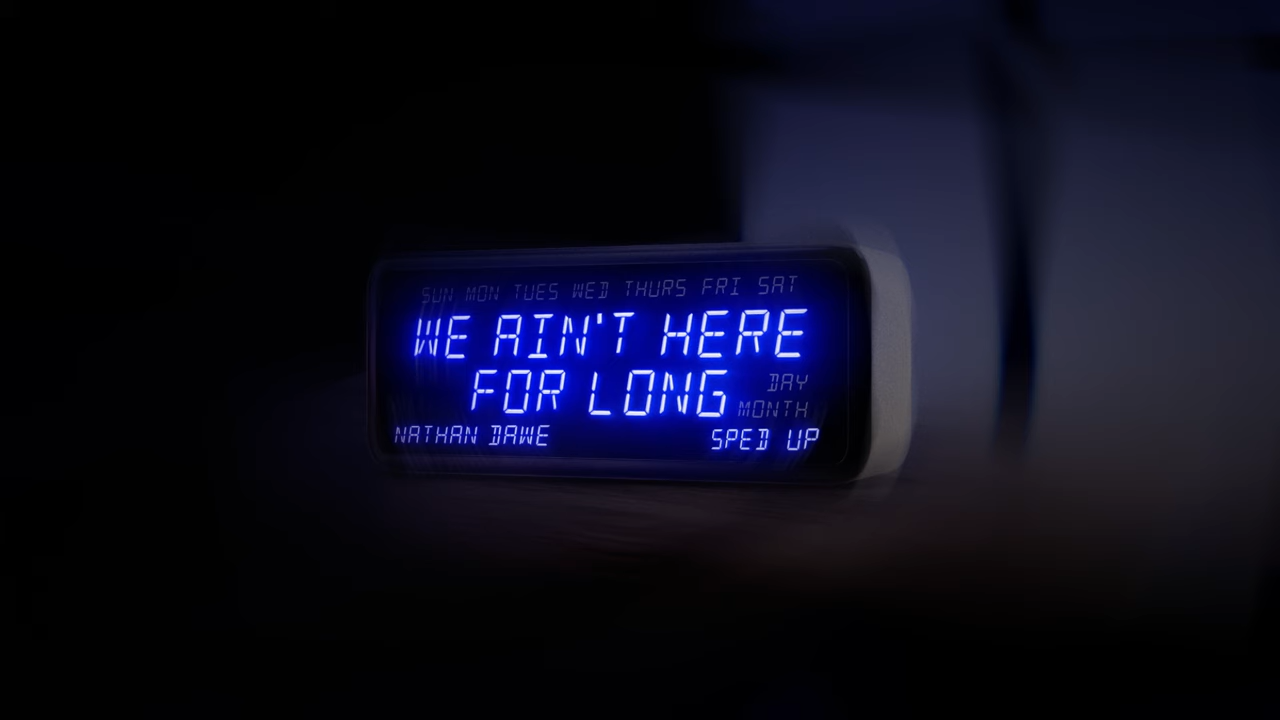 SUN MON TUES WED THURS FRI SAT
WE AIN'T HERE
FOR LONG
DAY
MONTH
NATHAN DAWE SPED UP